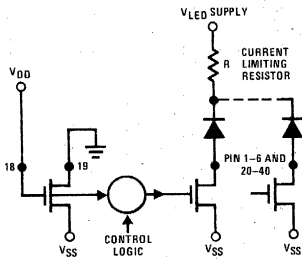 VLED SUPPLY
CURRENT
LIMITING
RESISTOR
R
VDD
18
19
PIN 1–6 AND
20–40
CONTROL
LOGIC
VSS
VSS
VSS